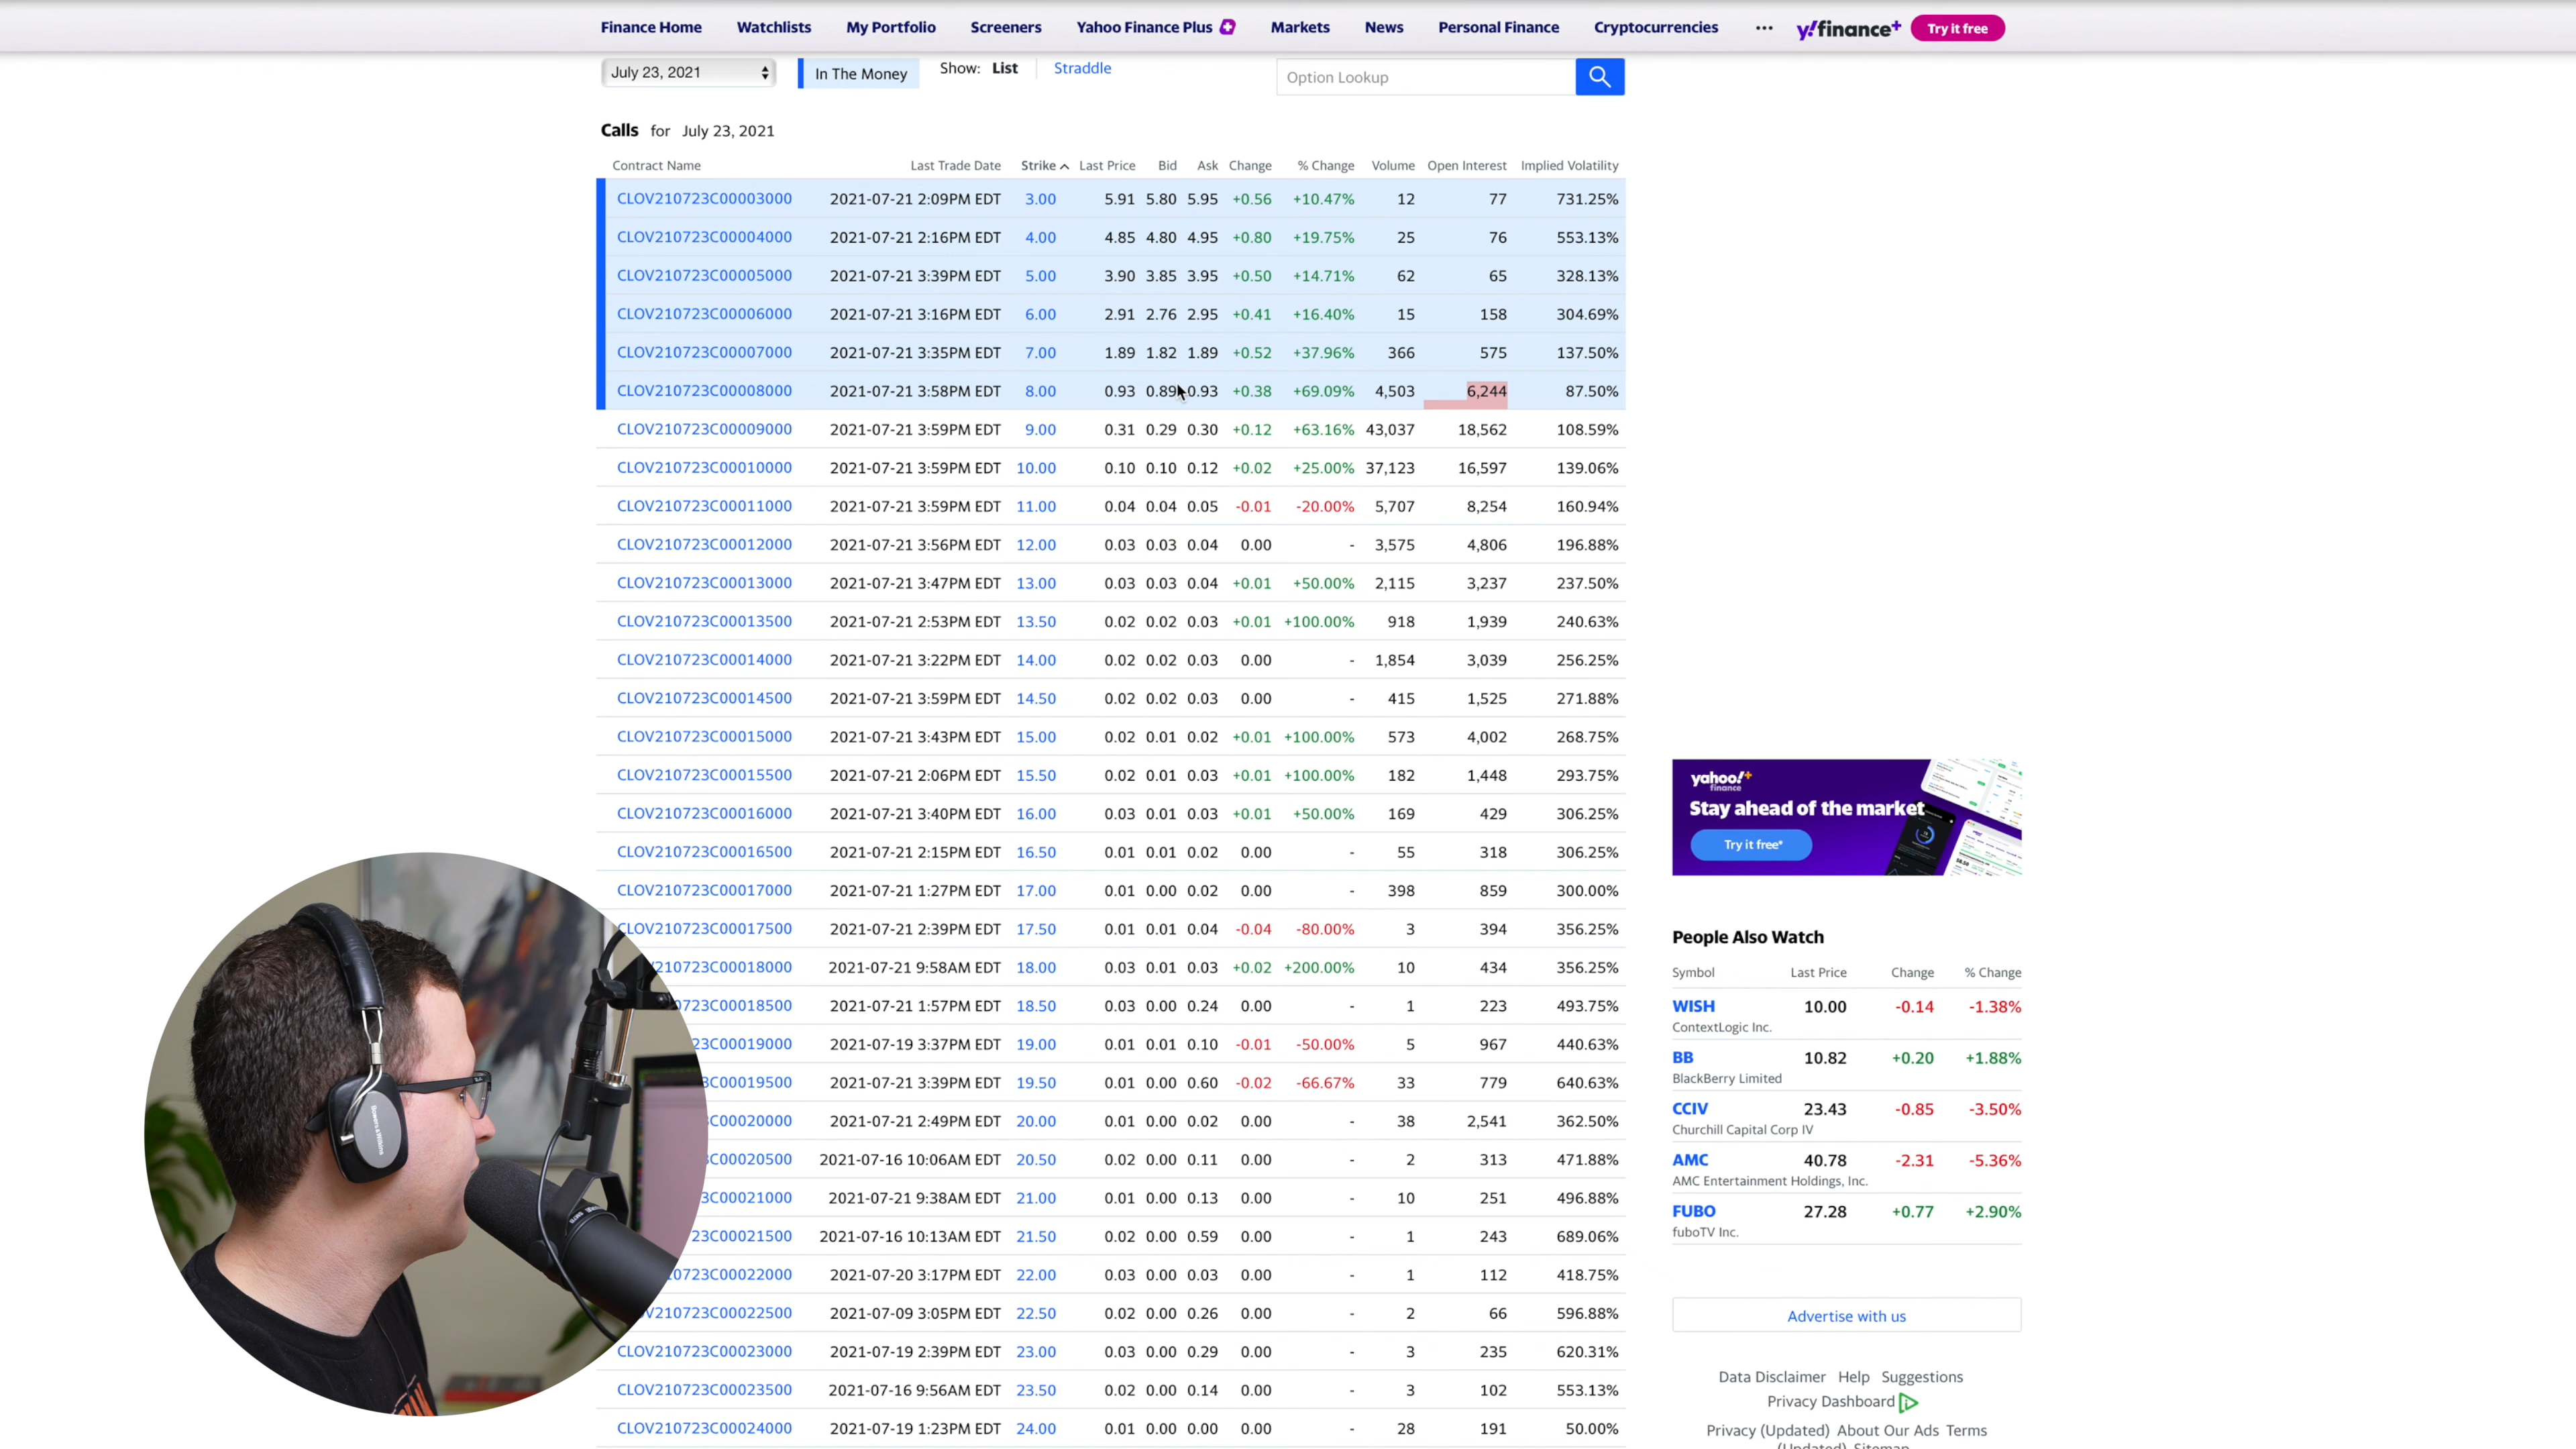 Finance Home Watchlists My Portfolio Screeners Yahoo Finance Plus Markets News Personal Finance Cryptocurrencies ... y!finance+ Try it free
July 23, 2021 In The Money Show: List Straddle Option Lookup
Calls for July 23, 2021
Contract Name Last Trade Date Strike Last Price Bid Ask Change % Change Volume Open Interest Implied Volatility
CLOV210723C00003000 2021-07-21 2:09PM EDT 3.00 5.91 5.80 5.95 +0.56 +10.47% 12 77 731.25%
CLOV210723C00004000 2021-07-21 2:16PM EDT 4.00 4.85 4.80 4.95 +0.80 +19.75% 25 76 553.13%
CLOV210723C00005000 2021-07-21 3:39PM EDT 5.00 3.90 3.85 3.95 +0.50 +14.71% 62 65 328.13%
CLOV210723C00006000 2021-07-21 3:16PM EDT 6.00 2.91 2.76 2.95 +0.41 +16.40% 15 158 304.69%
CLOV210723C00007000 2021-07-21 3:35PM EDT 7.00 1.89 1.82 1.89 +0.52 +37.96% 366 575 137.50%
CLOV210723C00008000 2021-07-21 3:58PM EDT 8.00 0.93 0.89 0.93 +0.38 +69.09% 4,503 6,244 87.50%
CLOV210723C00009000 2021-07-21 3:59PM EDT 9.00 0.31 0.29 0.30 +0.12 +63.16% 43,037 18,562 108.59%
CLOV210723C00010000 2021-07-21 3:59PM EDT 10.00 0.10 0.10 0.12 +0.02 +25.00% 37,123 16,597 139.06%
CLOV210723C00011000 2021-07-21 3:59PM EDT 11.00 0.04 0.04 0.05 -0.01 -20.00% 5,707 8,254 160.94%
CLOV210723C00012000 2021-07-21 3:56PM EDT 12.00 0.03 0.03 0.04 0.00 - 3,575 4,806 196.88%
CLOV210723C00013000 2021-07-21 3:47PM EDT 13.00 0.03 0.03 0.04 +0.01 +50.00% 2,115 3,237 237.50%
CLOV210723C00013500 2021-07-21 2:53PM EDT 13.50 0.02 0.02 0.03 +0.01 +100.00% 918 1,939 240.63%
CLOV210723C00014000 2021-07-21 3:22PM EDT 14.00 0.02 0.02 0.03 0.00 - 1,854 3,039 256.25%
CLOV210723C00014500 2021-07-21 3:59PM EDT 14.50 0.02 0.02 0.03 0.00 - 415 1,525 271.88%
CLOV210723C00015000 2021-07-21 3:43PM EDT 15.00 0.02 0.01 0.02 +0.01 +100.00% 573 4,002 268.75%
CLOV210723C00015500 2021-07-21 2:06PM EDT 15.50 0.02 0.01 0.03 +0.01 +100.00% 182 1,448 293.75%
CLOV210723C00016000 2021-07-21 3:40PM EDT 16.00 0.03 0.01 0.03 +0.01 +50.00% 169 429 306.25%
CLOV210723C00016500 2021-07-21 2:15PM EDT 16.50 0.01 0.01 0.02 0.00 - 55 318 306.25%
CLOV210723C00017000 2021-07-21 1:27PM EDT 17.00 0.01 0.00 0.02 0.00 - 398 859 300.00%
CLOV210723C00017500 2021-07-21 2:39PM EDT 17.50 0.01 0.01 0.04 -0.04 -80.00% 3 394 356.25%
210723C00018000 2021-07-21 9:58AM EDT 18.00 0.03 0.01 0.03 +0.02 +200.00% 10 434 356.25%
0723C00018500 2021-07-21 1:57PM EDT 18.50 0.03 0.00 0.24 0.00 - 1 223 493.75%
23C00019000 2021-07-19 3:37PM EDT 19.00 0.01 0.01 0.10 -0.01 -50.00% 5 967 440.63%
3C00019500 2021-07-21 3:39PM EDT 19.50 0.01 0.00 0.60 -0.02 -66.67% 33 779 640.63%
C00020000 2021-07-21 2:49PM EDT 20.00 0.01 0.00 0.02 0.00 - 38 2,541 362.50%
C00020500 2021-07-16 10:06AM EDT 20.50 0.02 0.00 0.11 0.00 - 2 313 471.88%
3C00021000 2021-07-21 9:38AM EDT 21.00 0.01 0.00 0.13 0.00 - 10 251 496.88%
23C00021500 2021-07-16 10:13AM EDT 21.50 0.02 0.00 0.59 0.00 - 1 243 689.06%
0723C00022000 2021-07-20 3:17PM EDT 22.00 0.03 0.00 0.03 0.00 - 1 112 418.75%
V210723C00022500 2021-07-09 3:05PM EDT 22.50 0.02 0.00 0.26 0.00 - 2 66 596.88%
CLOV210723C00023000 2021-07-19 2:39PM EDT 23.00 0.03 0.00 0.29 0.00 - 3 235 620.31%
CLOV210723C00023500 2021-07-16 9:56AM EDT 23.50 0.02 0.00 0.14 0.00 - 3 102 553.13%
CLOV210723C00024000 2021-07-19 1:23PM EDT 24.00 0.01 0.00 0.00 0.00 - 28 191 50.00%
yahoo!+
finance
Stay ahead of the market
Try it free*
People Also Watch
Symbol Last Price Change % Change
WISH 10.00 -0.14 -1.38%
ContextLogic Inc.
BB 10.82 +0.20 +1.88%
BlackBerry Limited
CCIV 23.43 -0.85 -3.50%
Churchill Capital Corp IV
AMC 40.78 -2.31 -5.36%
AMC Entertainment Holdings, Inc.
FUBO 27.28 +0.77 +2.90%
fuboTV Inc.
Advertise with us
Data Disclaimer Help Suggestions
Privacy Dashboard
Privacy (Updated) About Our Ads Terms
(Updated) Sitemap
Bowers & Wilkins